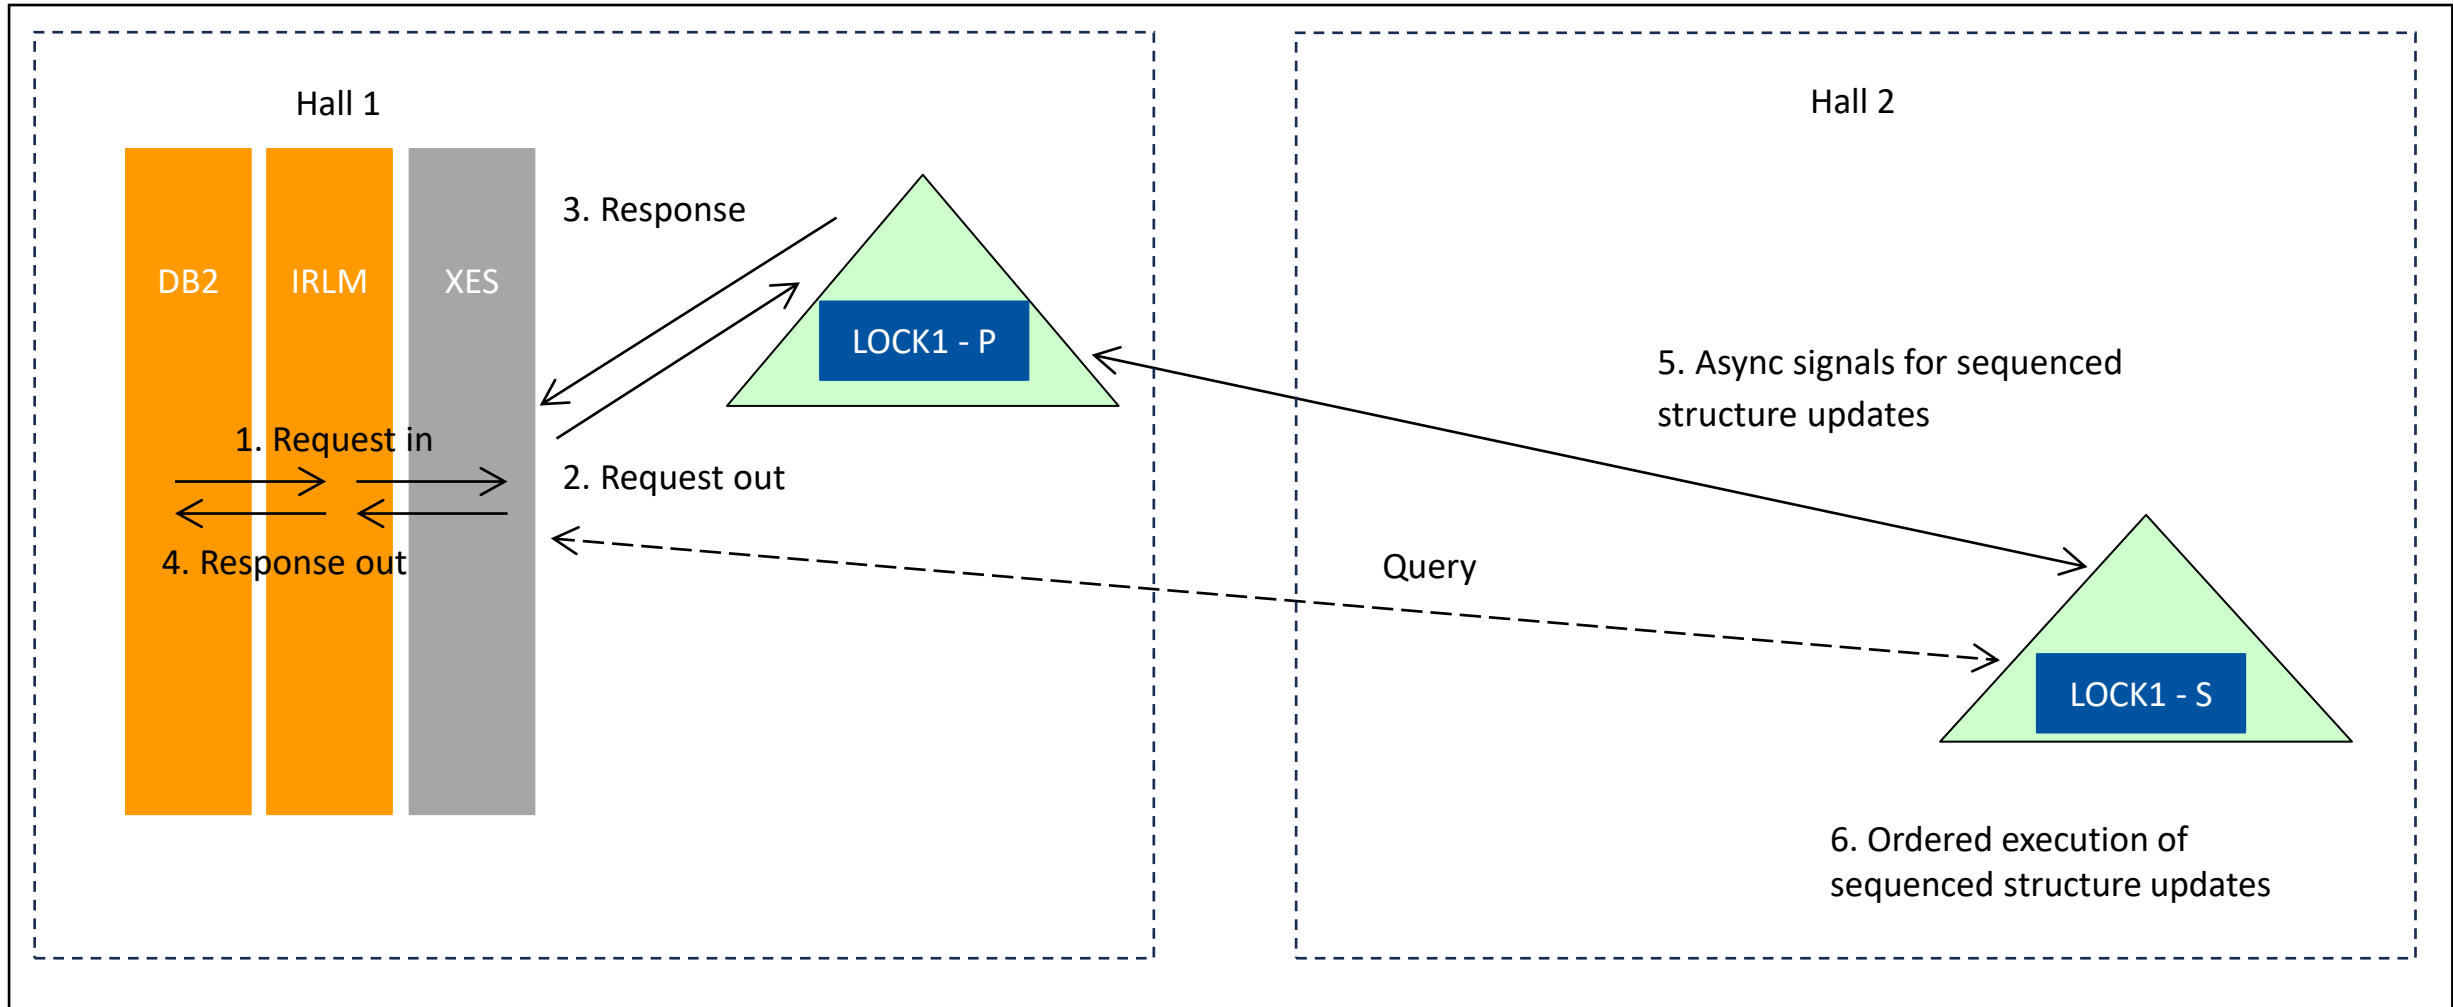 Hall 1
Hall 2
3. Response
DB2
IRLM
XES
LOCK1 - P
5. Async signals for sequenced
structure updates
1. Request in
2. Request out
4. Response out
Query
LOCK1 - S
6. Ordered execution of
sequenced structure updates